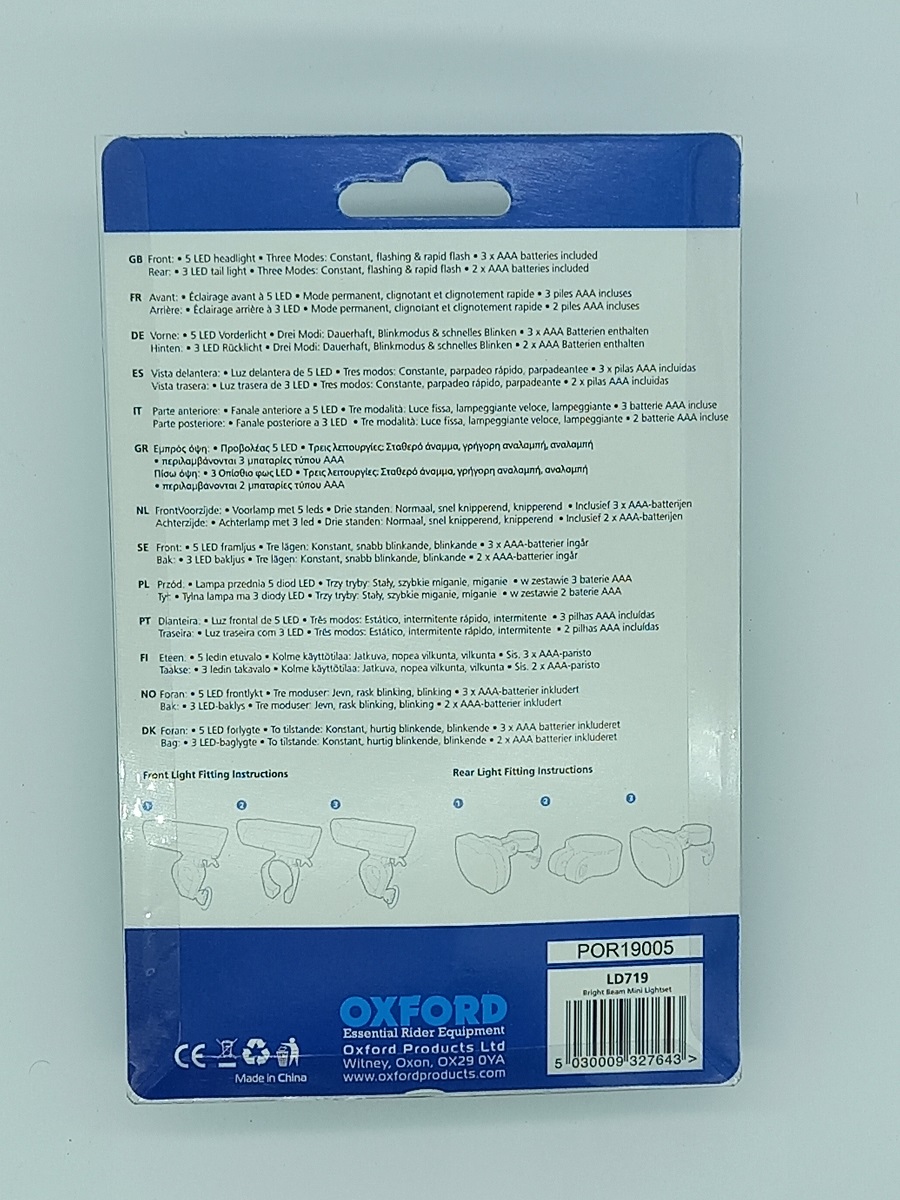 GB Front: • 5 LED headlight • Three Modes: Constant, flashing & rapid flash • 3 x AAA batteries included
Rear: • 3 LED tail light • Three Modes: Constant, flashing & rapid flash • 2 x AAA batteries included
FR Avant: • Éclairage avant à 5 LED • Mode permanent, clignotant et clignotement rapide • 3 piles AAA incluses
Arrière: • Éclairage arrière à 3 LED • Mode permanent, clignotant et clignotement rapide • 2 piles AAA incluses
DE Vorne: • 5 LED Vorderlicht • Drei Modi: Dauerhaft, Blinkmodus & schnelles Blinken • 3 x AAA Batterien enthalten
Hinten: • 3 LED Rücklicht • Drei Modi: Dauerhaft, Blinkmodus & schnelles Blinken • 2 x AAA Batterien enthalten
ES Vista delantera: • Luz delantera de 5 LED • Tres modos: Constante, parpadeo rápido, parpadeantee • 3 x pilas AAA incluidas
Vista trasera: • Luz trasera de 3 LED • Tres modos: Constante, parpadeo rápido, parpadeante • 2 x pilas AAA incluidas
IT Parte anteriore: • Fanale anteriore a 5 LED • Tre modalità: Luce fissa, lampeggiante veloce, lampeggiante • 3 batterie AAA incluse
Parte posteriore: • Fanale posteriore a 3 LED • Tre modalità: Luce fissa, lampeggiante veloce, lampeggiante • 2 batterie AAA incluse
GR Εμπρός όψη: • Προβολέας 5 LED • Τρεις λειτουργίες: Σταθερό άναμμα, γρήγορη αναλαμπή, αναλαμπή
• περιλαμβάνονται 3 μπαταρίες τύπου AAA
Πίσω όψη: • 3 Οπίσθιο φως LED • Τρεις λειτουργίες: Σταθερό άναμμα, γρήγορη αναλαμπή, αναλαμπή
• περιλαμβάνονται 2 μπαταρίες τύπου AAA
NL FrontVoorzijde: • Voorlamp met 5 leds • Drie standen: Normaal, snel knipperend, knipperend • Inclusief 3 x AAA-batterijen
Achterzijde: • Achterlamp met 3 led • Drie standen: Normaal, snel knipperend, knipperend • Inclusief 2 x AAA-batterijen
SE Front: • 5 LED framljus • Tre lägen: Konstant, snabb blinkande, blinkande • 3 x AAA-batterier ingår
Bak: • 3 LED bakljus • Tre lägen: Konstant, snabb blinkande, blinkande • 2 x AAA-batterier ingår
PL Przód. • Lampa przednia 5 diod LED • Trzy tryby: Stały, szybkie miganie, miganie • w zestawie 3 baterie AAA
Tył: • Tylna lampa ma 3 diody LED • Trzy tryby: Stały, szybkie miganie, miganie • w zestawie 2 baterie AAA
PT Dianteira: • Luz frontal de 5 LED • Três modos: Estático, intermitente rápido, intermitente • 3 pilhas AAA incluídas
Traseira: • Luz traseira com 3 LED • Três modos: Estático, intermitente rápido, intermitente • 2 pilhas AAA incluídas
FI Eteen: • 5 ledin etuvalo • Kolme käyttötilaa: Jatkuva, nopea vilkunta, vilkunta • Sis. 3 x AAA-paristo
Taakse: • 3 ledin takavalo • Kolme käyttötilaa: Jatkuva, nopea vilkunta, vilkunta • Sis. 2 x AAA-paristo
NO Foran: • 5 LED frontlykt • Tre moduser: Jevn, rask blinking, blinking • 3 x AAA-batterier inkludert
Bak: • 3 LED-baklys • Tre moduser: Jevn, rask blinking, blinking • 2 x AAA-batterier inkludert
DK Foran: • 5 LED forlygte • To tilstande: Konstant, hurtig blinkende, blinkende • 3 x AAA batterier inkluderet
Bag: • 3 LED-baglygte • To tilstande: Konstant, hurtig blinkende, blinkende • 2 x AAA batterier inkluderet
Front Light Fitting Instructions
Rear Light Fitting Instructions
1 2 3 1 2 3
POR19005
LD719
Bright Beam Mini Lightset
5 030009 327643 >
OXFORD
Essential Rider Equipment
Oxford Products Ltd
Witney, Oxon, OX29 0YA
www.oxfordproducts.com
CE
Made in China